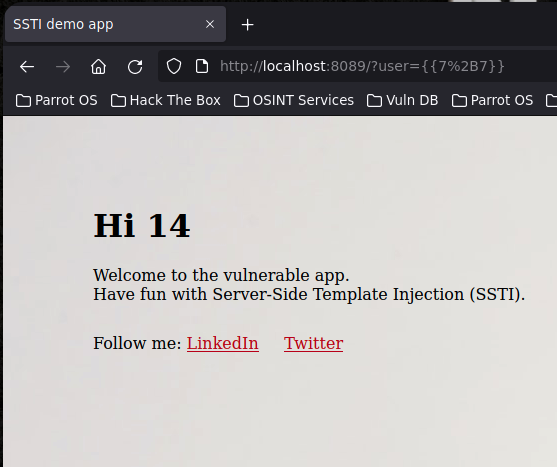 SSTI demo app
http://localhost:8089/?user={{7%2B7}}
Parrot OS Hack The Box OSINT Services Vuln DB Parrot OS
Hi 14
Welcome to the vulnerable app.
Have fun with Server-Side Template Injection (SSTI).
Follow me: LinkedIn Twitter